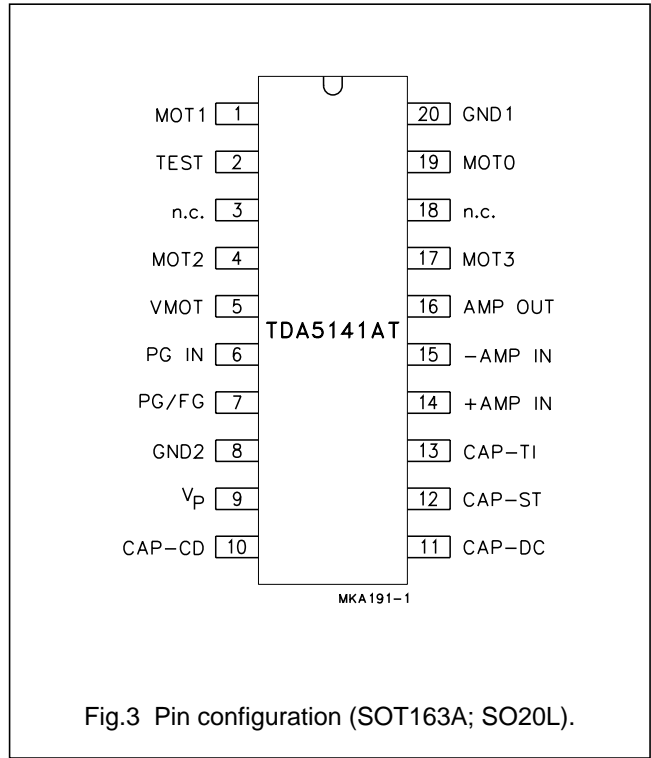 MOT1 1 20 GND1
TEST 2 19 MOT0
n.c. 3 18 n.c.
MOT2 4 17 MOT3
VMOT 5 16 AMP OUT
TDA5141AT
PG IN 6 15 -AMP IN
PG/FG 7 14 +AMP IN
GND2 8 13 CAP-TI
VP 9 12 CAP-ST
CAP-CD 10 11 CAP-DC
MKA191-1
Fig.3 Pin configuration (SOT163A; SO20L).